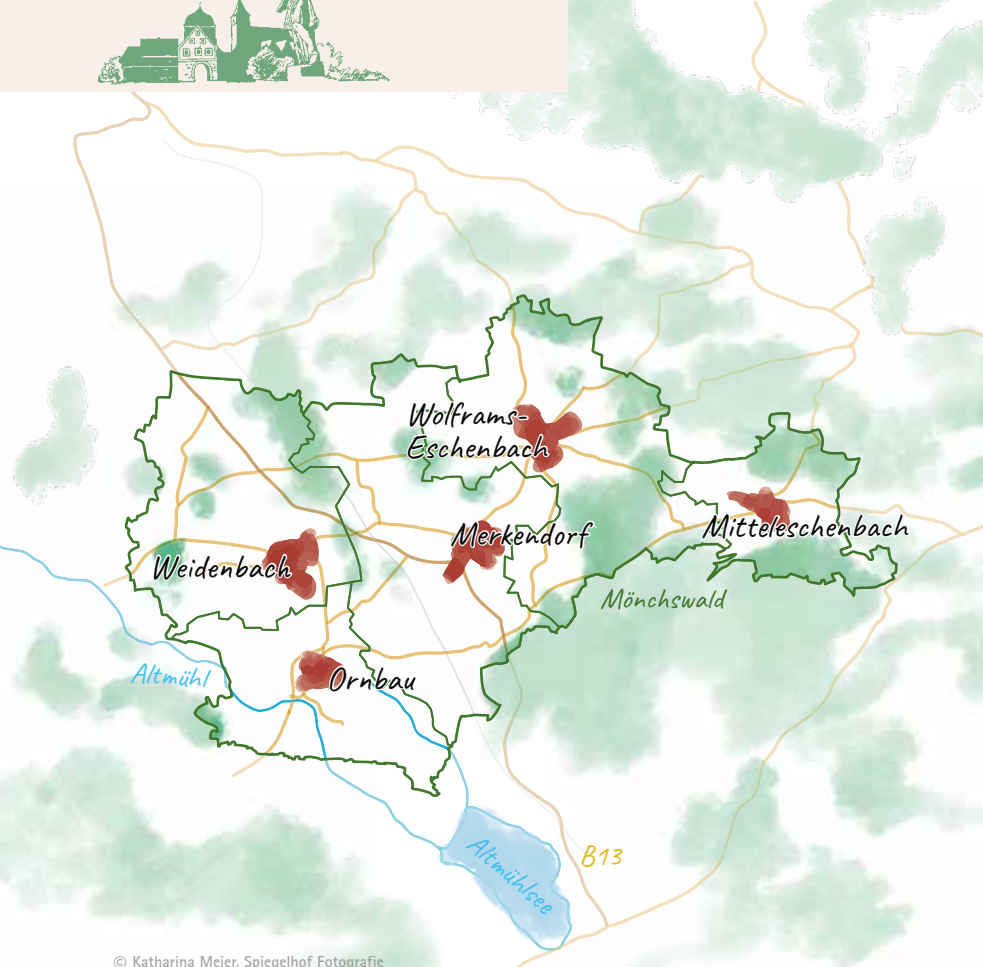 Wolframs-
Eschenbach
Merkendorf
Mitteleschenbach
Weidenbach
Mönchswald
Altmühl
Ornbau
B13
Altmühlsee
© Katharina Meier, Spiegelhof Fotografie